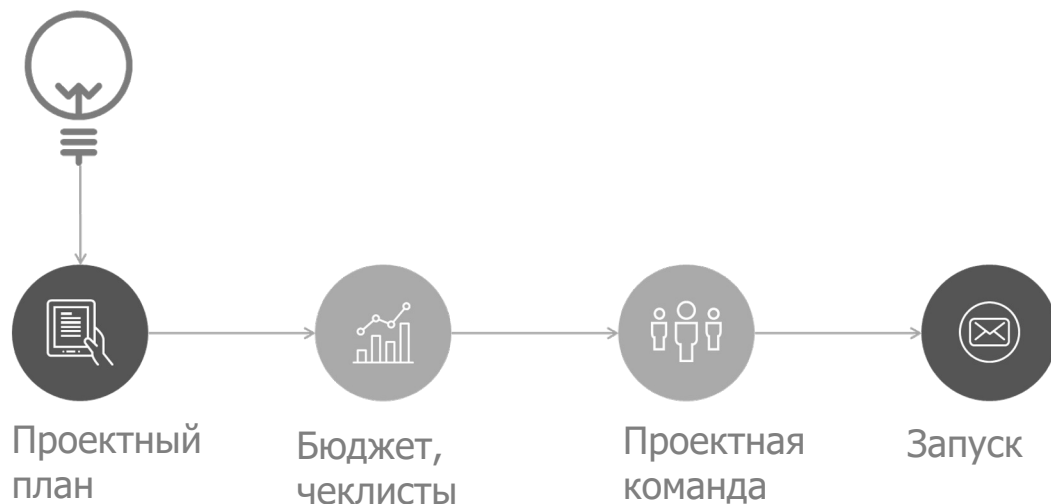 Проектный
план
Бюджет,
чеклисты
Проектная
команда
Запуск